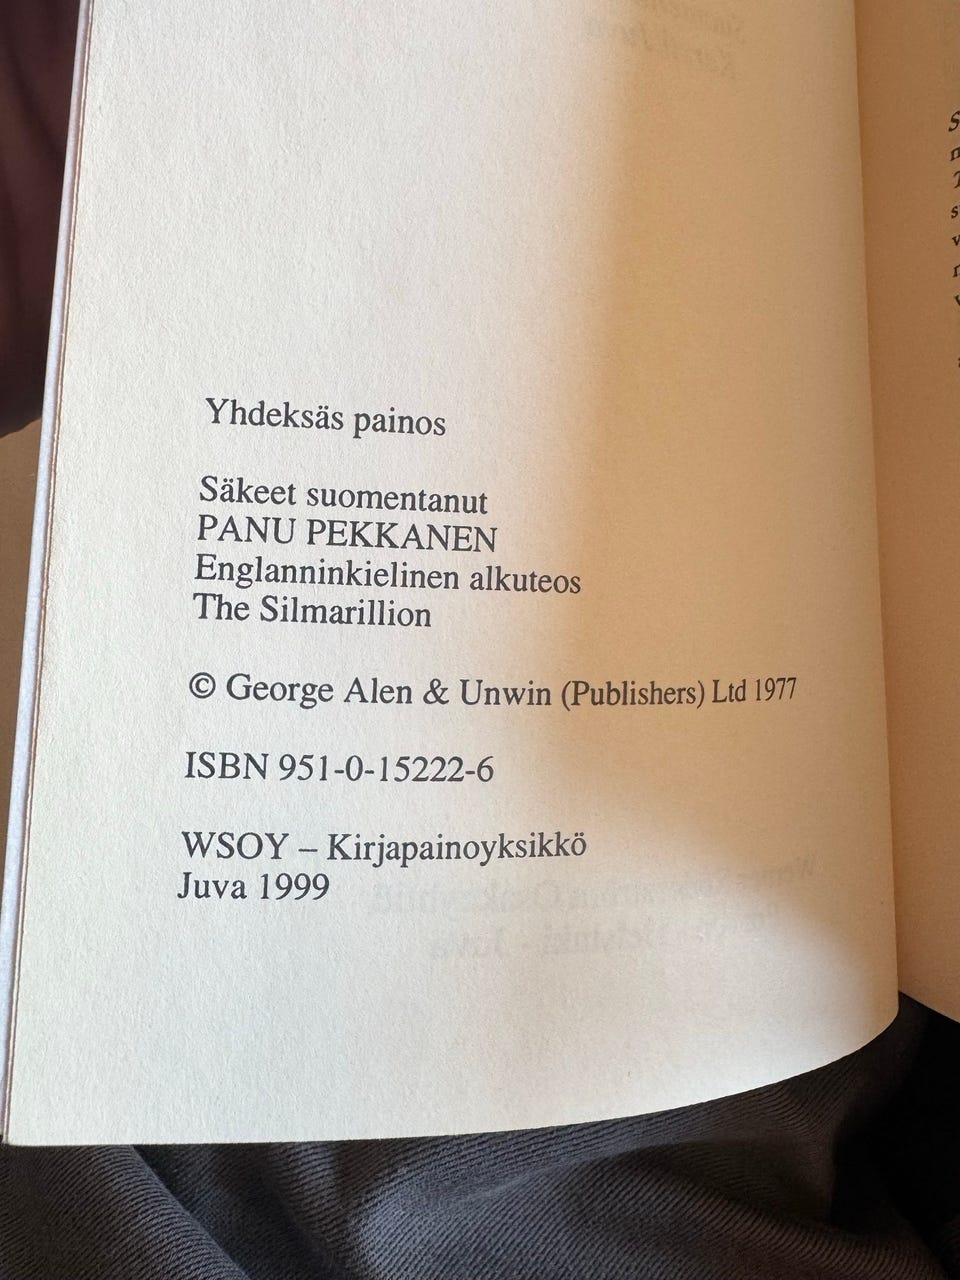 Yhdeksäs painos
Säkeet suomentanut
PANU PEKKANEN
Englanninkielinen alkuteos
The Silmarillion
© George Alen & Unwin (Publishers) Ltd 1977
ISBN 951-0-15222-6
WSOY – Kirjapainoyksikkö
Juva 1999